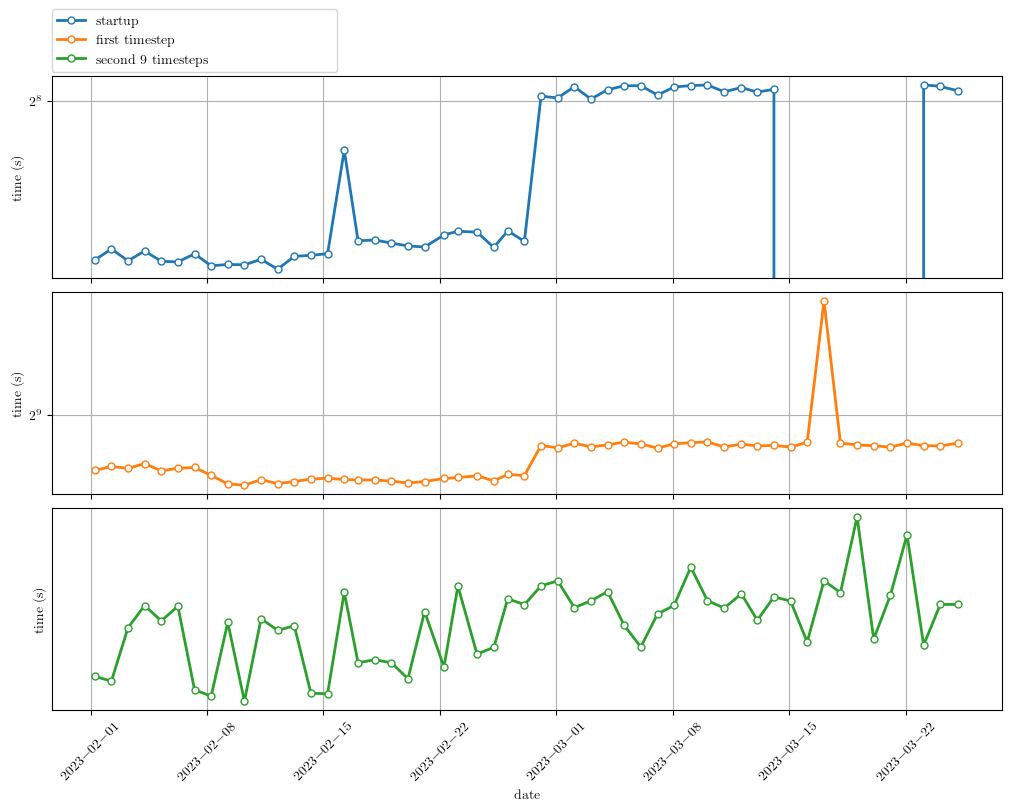 startup
first timestep
second 9 timesteps
2⁸
time (s)
2⁹
time (s)
time (s)
2023−02−01
2023−02−08
2023−02−15
2023−02−22
2023−03−01
2023−03−08
2023−03−15
2023−03−22
date